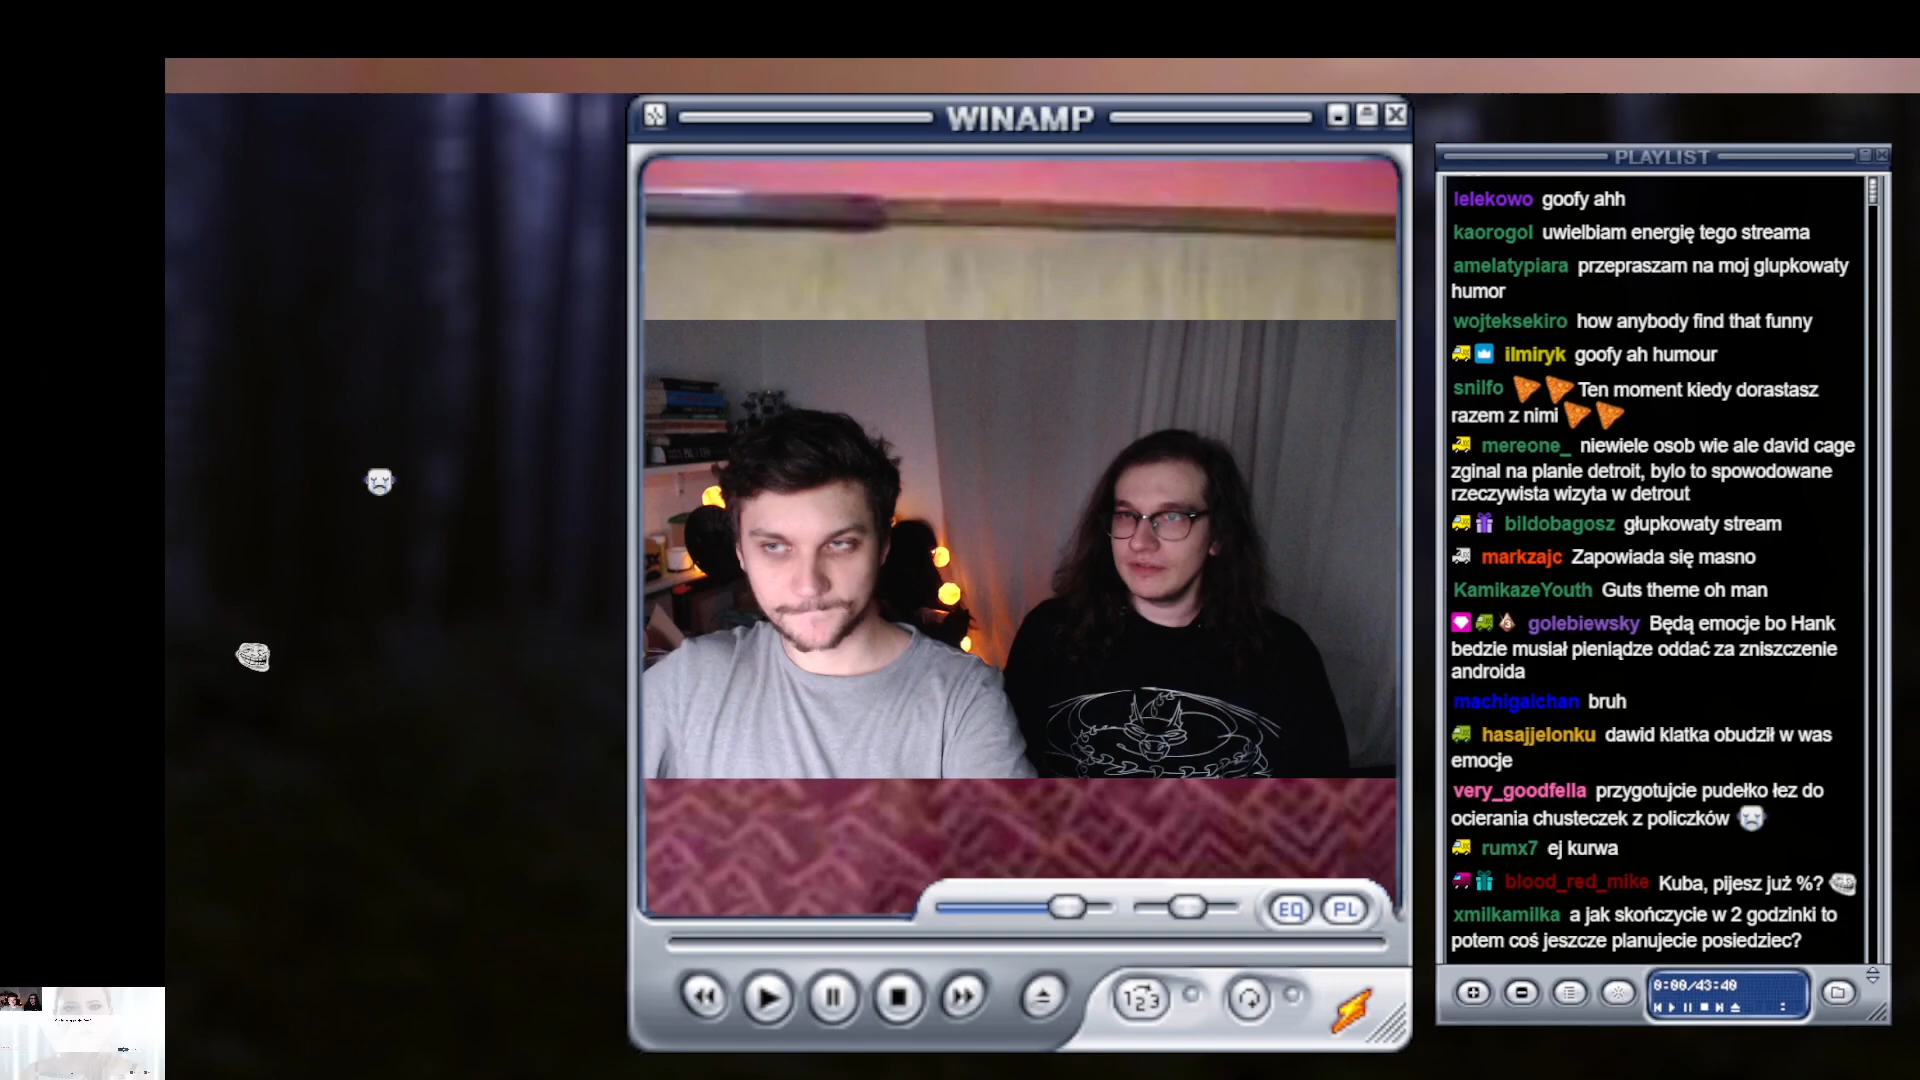 WINAMP
PLAYLIST
lelekowo goofy ahh
kaorogol uwielbiam energię tego streama
amelatypiara przepraszam na moj glupkowaty
humor
wojteksekiro how anybody find that funny
ilmiryk goofy ah humour
snilfo Ten moment kiedy dorastasz
razem z nimi
mereone_ niewiele osob wie ale david cage
zginal na planie detroit, bylo to spowodowane
rzeczywista wizyta w detrout
bildobagosz głupkowaty stream
markzajc Zapowiada się masno
KamikazeYouth Guts theme oh man
golebiewsky Będą emocje bo Hank
bedzie musiał pieniądze oddać za zniszczenie
androida
machigaichan bruh
hasajjelonku dawid klatka obudził w was
emocje
very_goodfella przygotujcie pudełko łez do
ocierania chusteczek z policzków
rumx7 ej kurwa
blood_red_mike Kuba, pijesz już %?
xmilkamilka a jak skończycie w 2 godzinki to
potem coś jeszcze planujecie posiedziec?
EQ PL
123
0:00/43:40